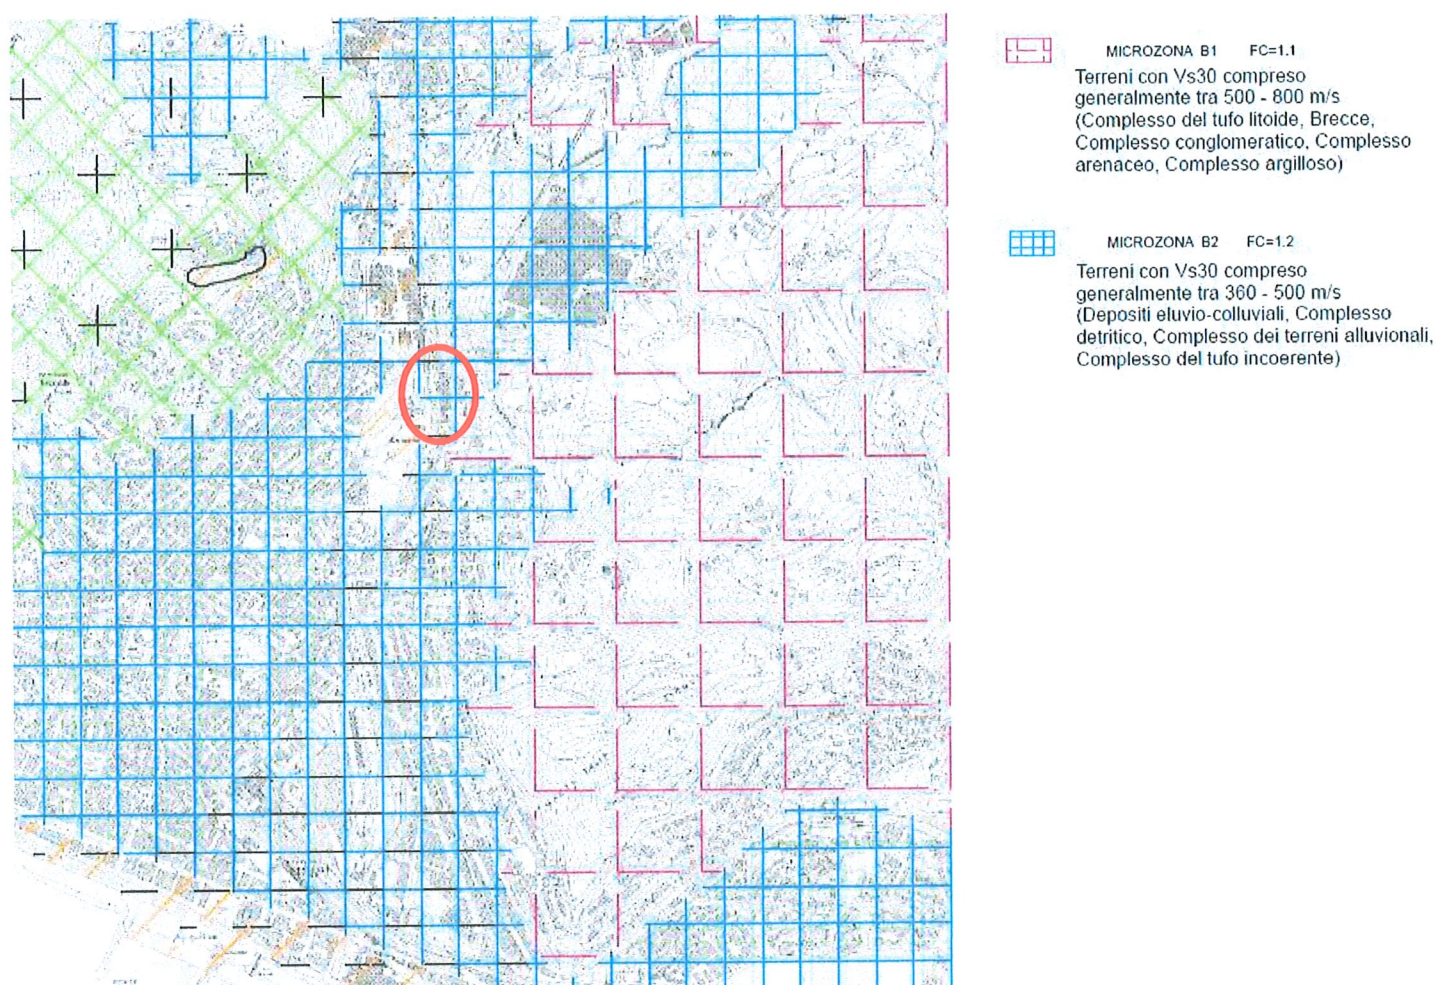 MICROZONA B1 FC=1.1
Terreni con Vs30 compreso
generalmente tra 500 - 800 m/s
(Complesso del tufo litoide, Brecce,
Complesso conglomeratico, Complesso
arenaceo, Complesso argilloso)
MICROZONA B2 FC=1.2
Terreni con Vs30 compreso
generalmente tra 360 - 500 m/s
(Depositi eluvio-colluviali, Complesso
detritico, Complesso dei terreni alluvionali,
Complesso del tufo incoerente)